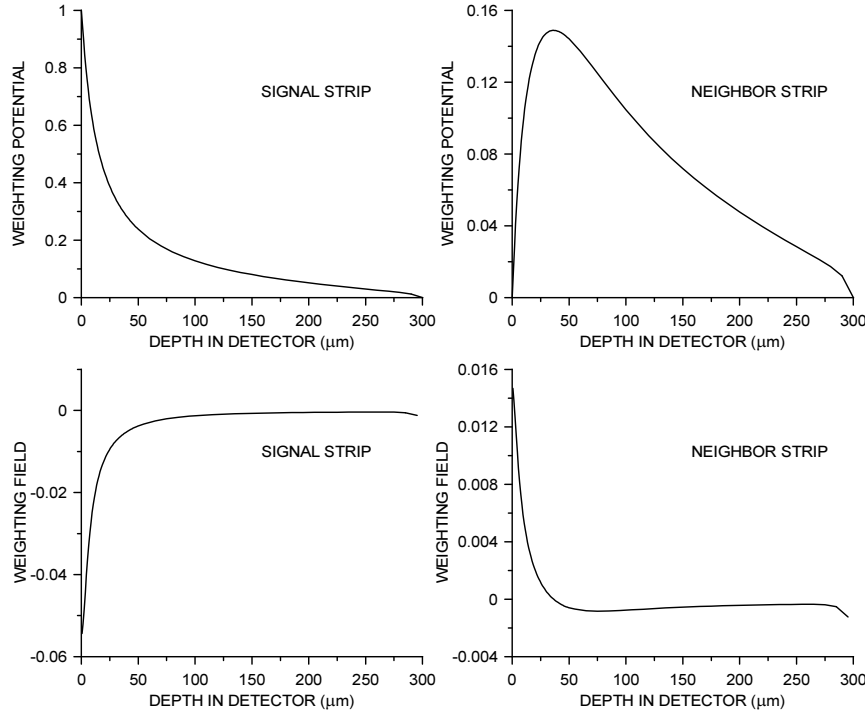 1
0.8
0.6
0.4
0.2
0
WEIGHTING POTENTIAL
SIGNAL STRIP
0 50 100 150 200 250 300
DEPTH IN DETECTOR (µm)
0.16
0.12
0.08
0.04
0
WEIGHTING POTENTIAL
NEIGHBOR STRIP
0 50 100 150 200 250 300
DEPTH IN DETECTOR (µm)
0
-0.02
-0.04
-0.06
WEIGHTING FIELD
SIGNAL STRIP
0 50 100 150 200 250 300
DEPTH IN DETECTOR (µm)
0.016
0.012
0.008
0.004
0
-0.004
WEIGHTING FIELD
NEIGHBOR STRIP
0 50 100 150 200 250 300
DEPTH IN DETECTOR (µm)